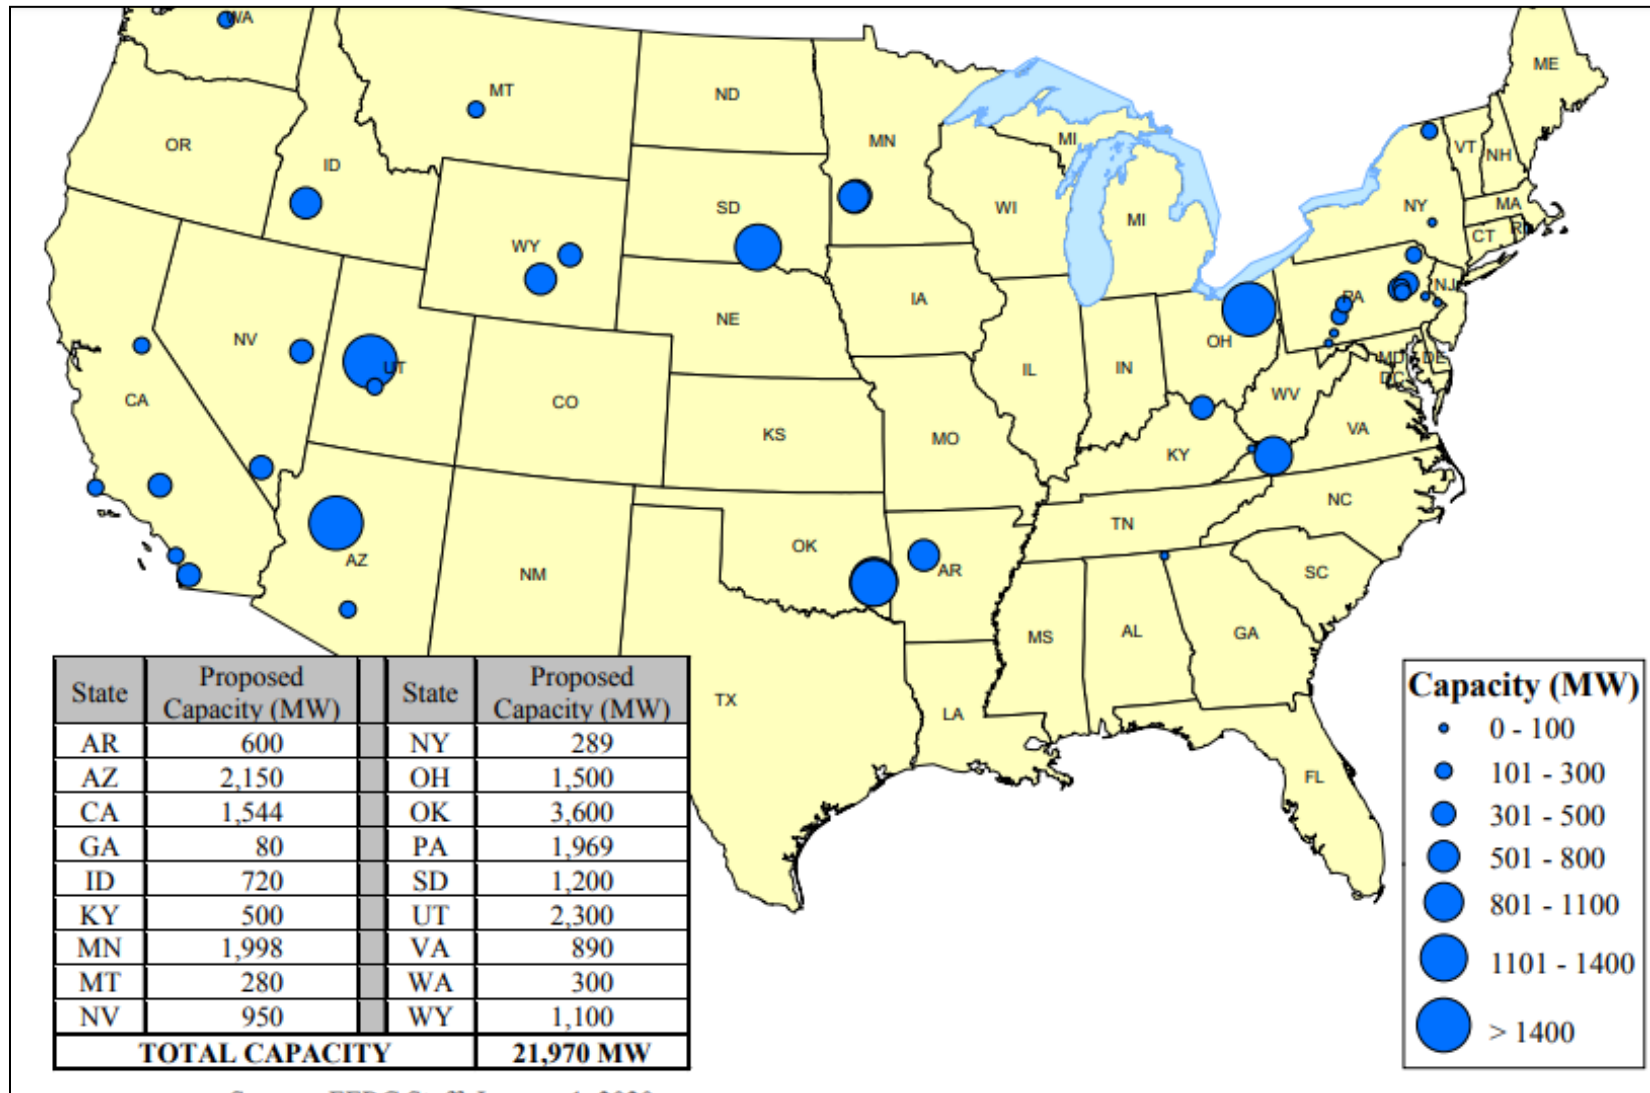 WA
MT
ND
MN
ME
OR
ID
SD
WY
WI
MI
MI
VT
NH
NY
MA
CT
RI
NV
UT
CA
CO
NE
IA
KS
MO
IL
IN
OH
PA
NJ
MD
DE
DC
WV
VA
KY
AZ
NM
OK
AR
TN
NC
SC
MS
AL
GA
TX
LA
FL
State Proposed Capacity (MW) State Proposed Capacity (MW)
AR 600 NY 289
AZ 2,150 OH 1,500
CA 1,544 OK 3,600
GA 80 PA 1,969
ID 720 SD 1,200
KY 500 UT 2,300
MN 1,998 VA 890
MT 280 WA 300
NV 950 WY 1,100
TOTAL CAPACITY 21,970 MW
Capacity (MW)
0 - 100
101 - 300
301 - 500
501 - 800
801 - 1100
1101 - 1400
> 1400